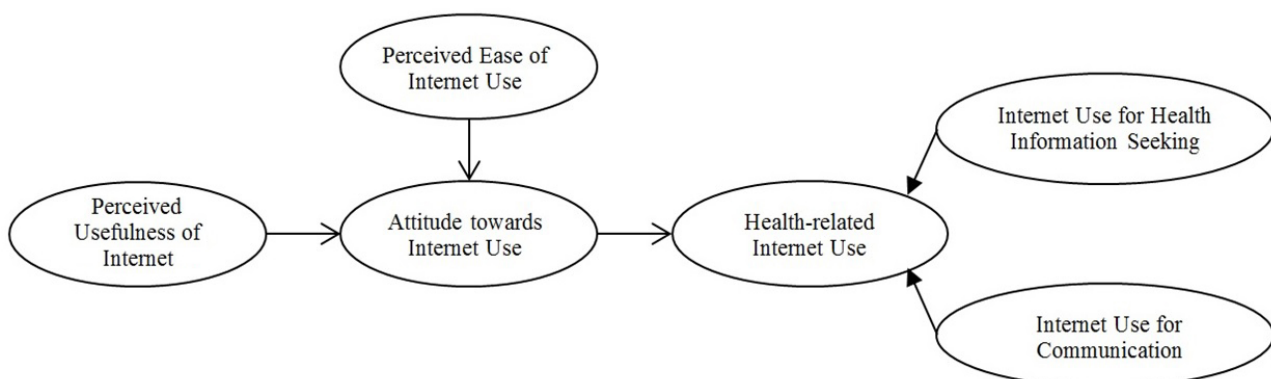 Perceived Ease of
Internet Use
Internet Use for Health
Information Seeking
Perceived
Usefulness of
Internet
Attitude towards
Internet Use
Health-related
Internet Use
Internet Use for
Communication